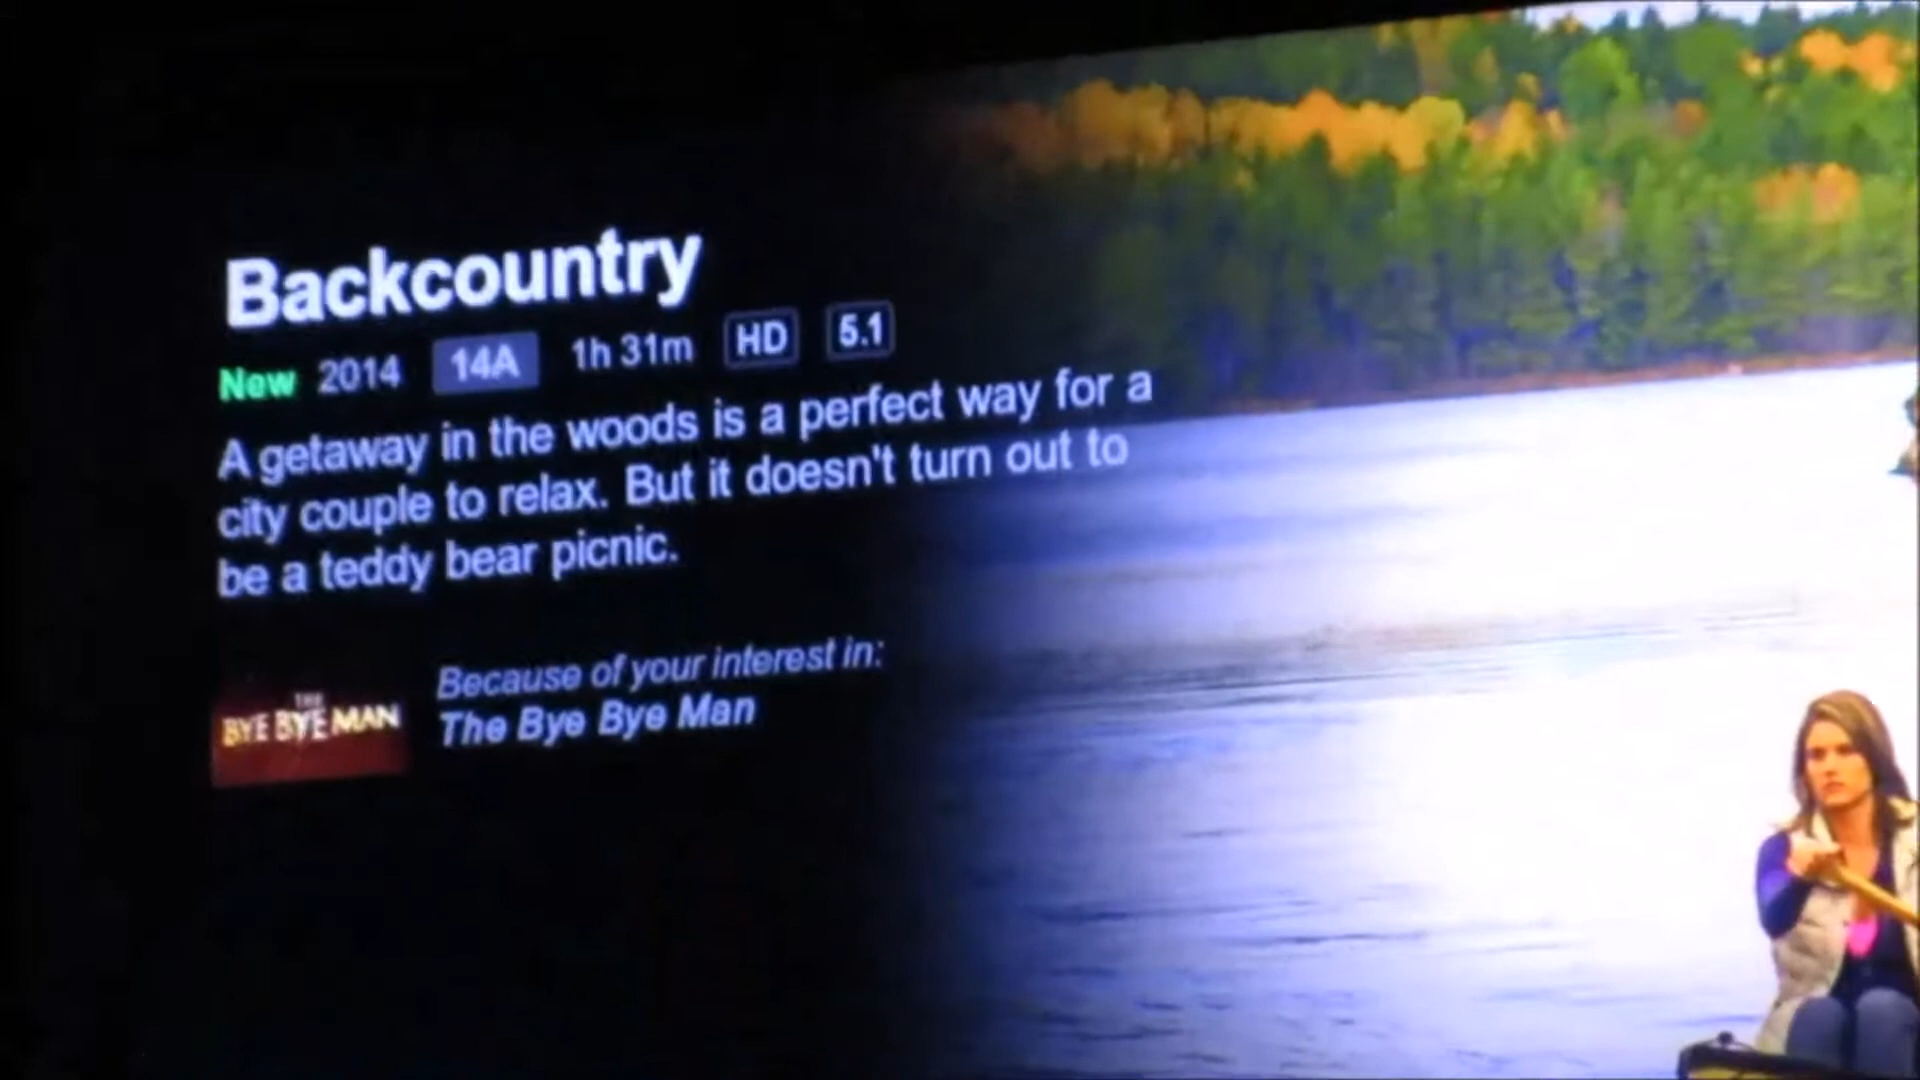 Backcountry
New 2014 14A 1h 31m HD 5.1
A getaway in the woods is a perfect way for a
city couple to relax. But it doesn't turn out to
be a teddy bear picnic.
Because of your interest in:
The Bye Bye Man
THE
BYE BYE MAN